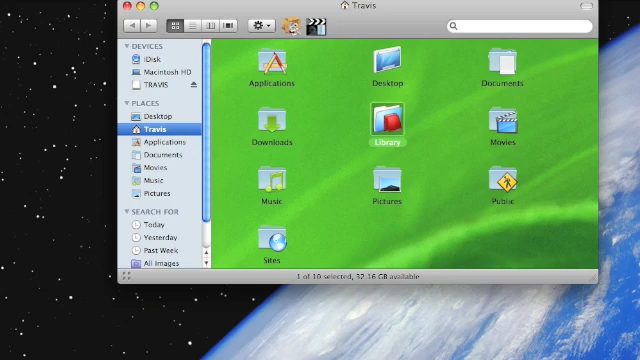 Travis
DEVICES
iDisk
Macintosh HD
TRAVIS
PLACES
Desktop
Travis
Applications
Documents
Movies
Music
Pictures
SEARCH FOR
Today
Yesterday
Past Week
All Images
Applications
Desktop
Documents
Downloads
Library
Movies
Music
Pictures
Public
Sites
1 of 10 selected, 32.16 GB available